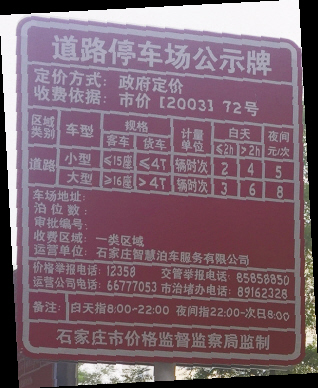 道路停车场公示牌
定价方式：政府定价
收费依据：市价 [2003] 72号
区域类别 车型 规格 计量单位 白天 夜间
客车 货车 ≤2h >2h 元/次
道路 小型 ≤15座 ≤4T 辆时次 2 4 5
大型 ≥16座 >4T 辆时次 3 6 8
车场地址：
泊位数：
审批编号：
收费区域：一类区域
运营单位：石家庄智慧泊车服务有限公司
价格举报电话：12358 交管举报电话：85858850
运营公司电话：66777053 市治堵办电话：89162328
备注：白天指8:00-22:00 夜间指22:00-次日8:00
石家庄市价格监督监察局监制